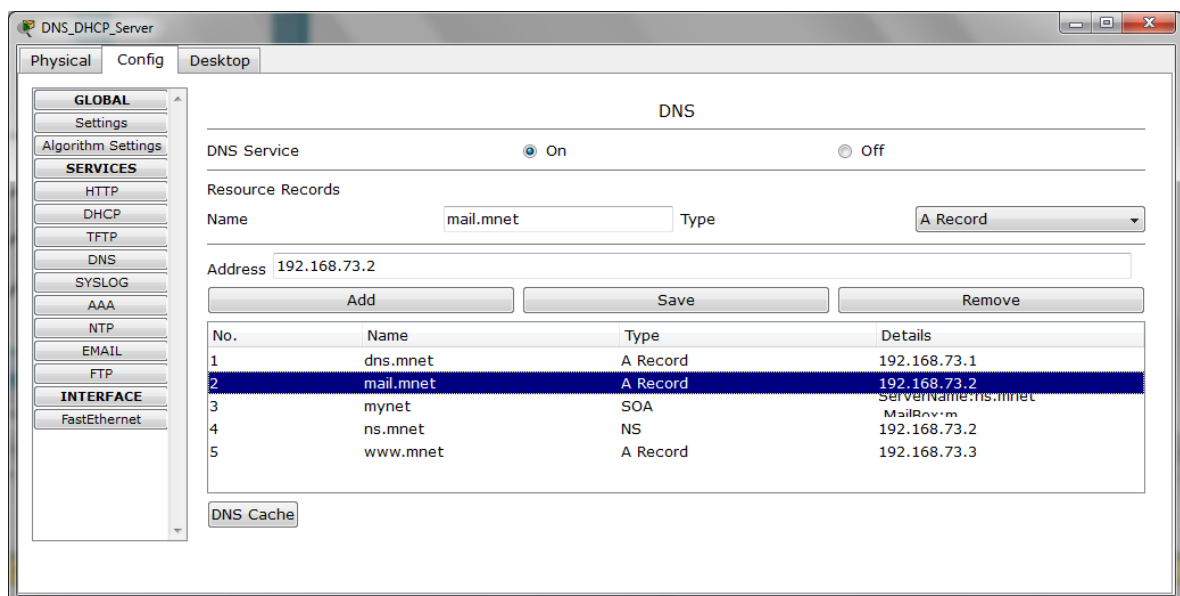 DNS_DHCP_Server
Physical Config Desktop
GLOBAL
Settings
Algorithm Settings
SERVICES
HTTP
DHCP
TFTP
DNS
SYSLOG
AAA
NTP
EMAIL
FTP
INTERFACE
FastEthernet
DNS
DNS Service On Off
Resource Records
Name mail.mnet Type A Record
Address 192.168.73.2
Add Save Remove
No. Name Type Details
1 dns.mnet A Record 192.168.73.1
2 mail.mnet A Record 192.168.73.2
3 mynet SOA ServerName:ns.mnet
MailBox:m
4 ns.mnet NS 192.168.73.2
5 www.mnet A Record 192.168.73.3
DNS Cache